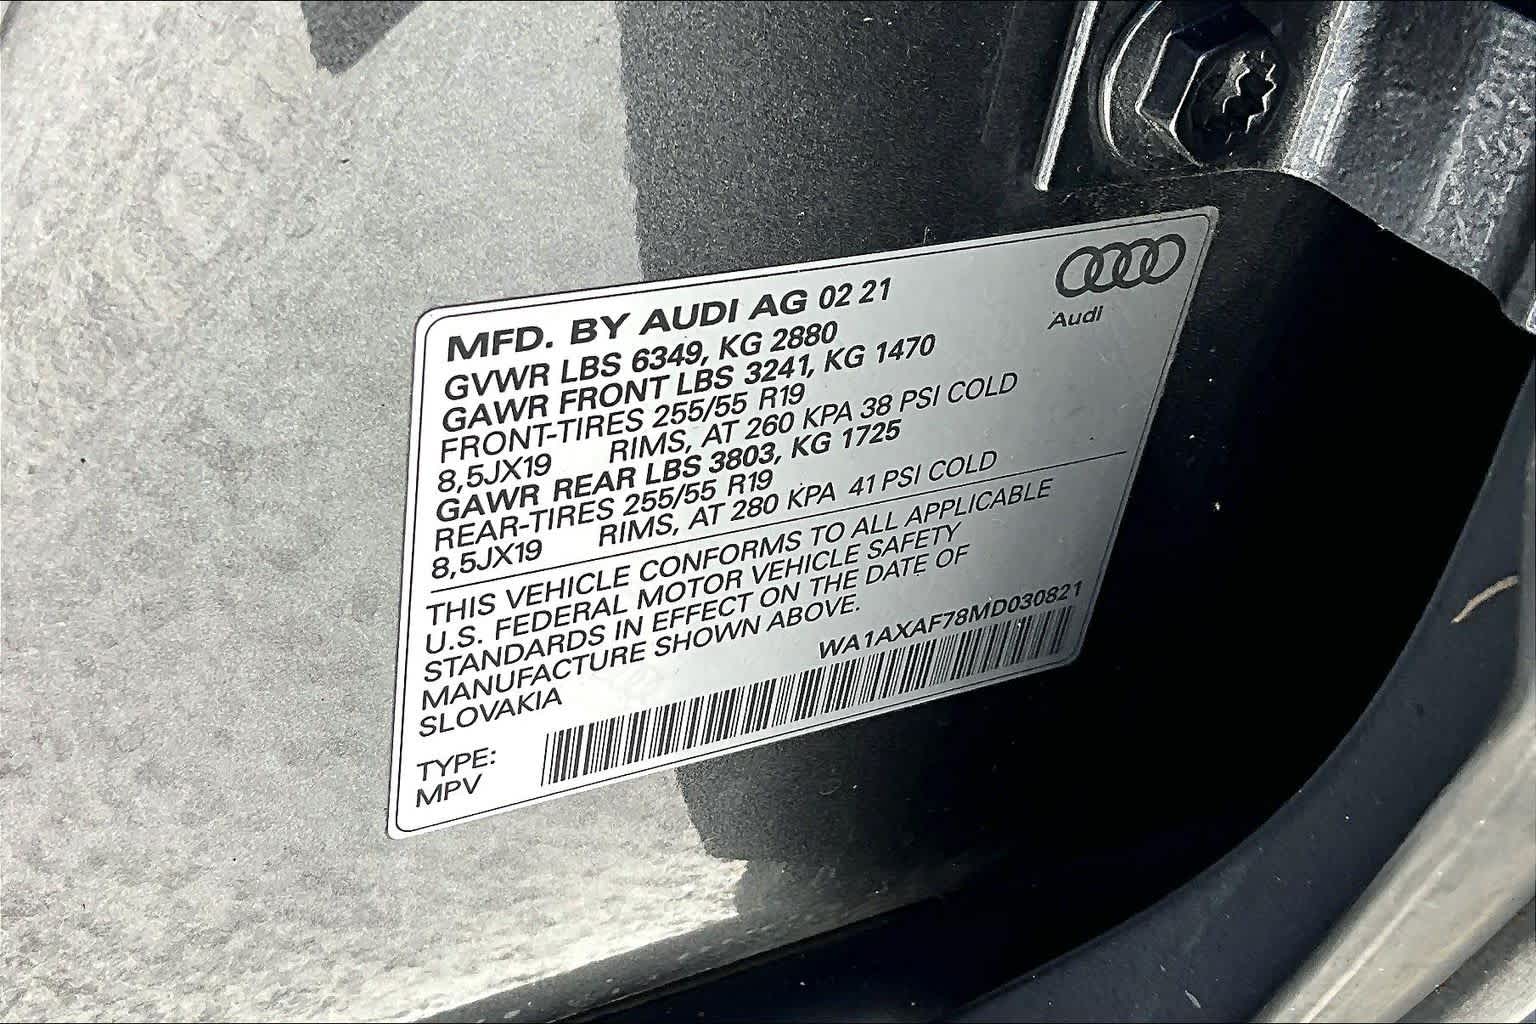 MFD. BY AUDI AG 02 21
GVWR LBS 6349, KG 2880
GAWR FRONT LBS 3241, KG 1470
FRONT-TIRES 255/55 R19
8,5JX19 RIMS, AT 260 KPA 38 PSI COLD
GAWR REAR LBS 3803, KG 1725
REAR-TIRES 255/55 R19
8,5JX19 RIMS, AT 280 KPA 41 PSI COLD
Audi
THIS VEHICLE CONFORMS TO ALL APPLICABLE
U.S. FEDERAL MOTOR VEHICLE SAFETY
STANDARDS IN EFFECT ON THE DATE OF
MANUFACTURE SHOWN ABOVE.
SLOVAKIA
WA1AXAF78MD030821
TYPE:
MPV